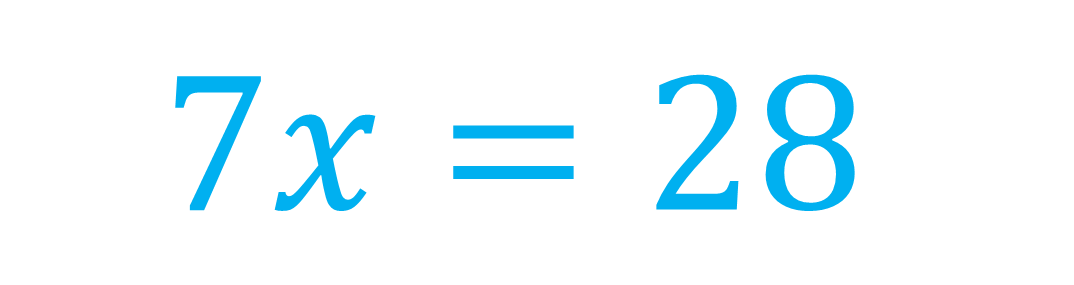 7x = 28